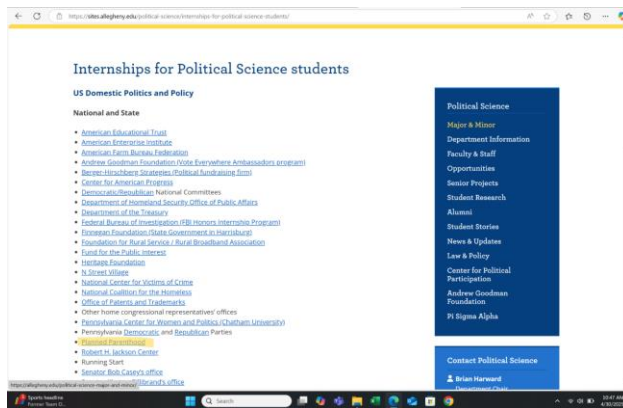 https://sites.allegheny.edu/political-science/internships-for-political-science-students/
Internships for Political Science students
US Domestic Politics and Policy
National and State
American Educational Trust
American Enterprise Institute
American Farm Bureau Federation
Andrew Goodman Foundation (Vote Everywhere Ambassadors program)
Berger-Hirschberg Strategies (Political fundraising firm)
Center for American Progress
Democratic/Republican National Committees
Department of Homeland Security Office of Public Affairs
Department of the Treasury
Federal Bureau of Investigation (FBI Honors Internship Program)
Finnegan Foundation (State Government in Harrisburg)
Foundation for Rural Service / Rural Broadband Association
Fund for the Public Interest
Heritage Foundation
N Street Village
National Center for Victims of Crime
National Coalition for the Homeless
Office of Patents and Trademarks
Other home congressional representatives' offices
Pennsylvania Center for Women and Politics (Chatham University)
Pennsylvania Democratic and Republican Parties
Planned Parenthood
Robert H. Jackson Center
Running Start
Senator Bob Casey's office
Gillibrand's office
https://allegheny.edu/political-science-major-and-minor/
Political Science
Major & Minor
Department Information
Faculty & Staff
Opportunities
Senior Projects
Student Research
Alumni
Student Stories
News & Updates
Law & Policy
Center for Political
Participation
Andrew Goodman
Foundation
Pi Sigma Alpha
Contact Political Science
Brian Harward
Department Chair
Sports headline
Search
10:47 AM